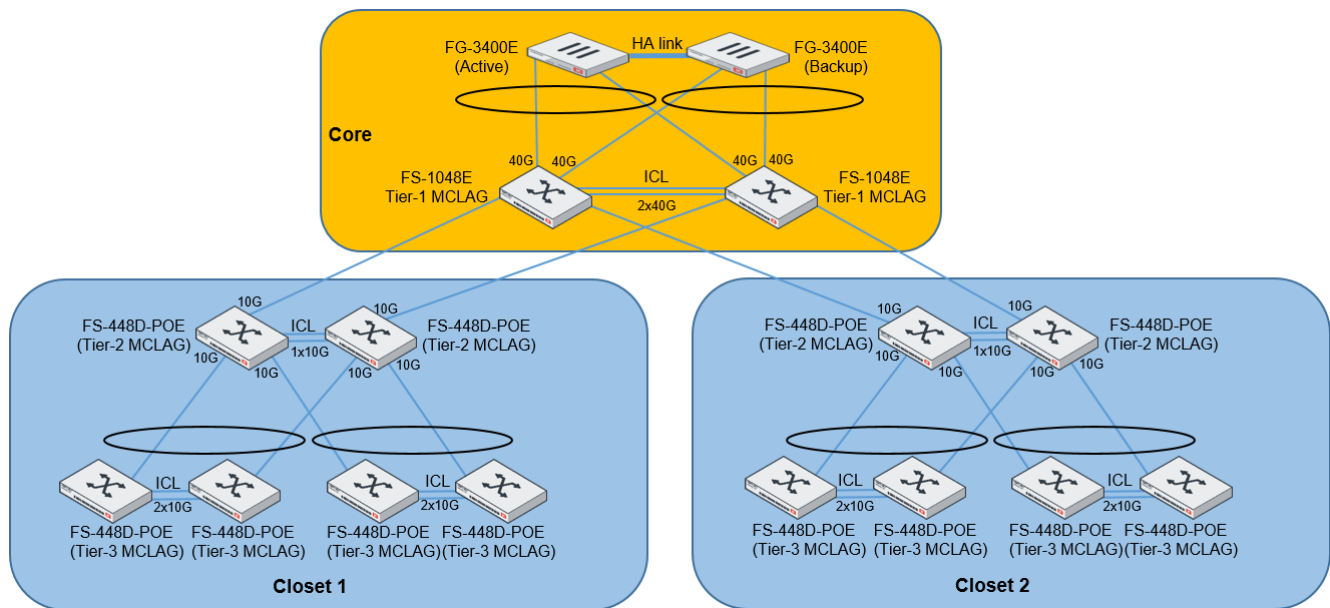 HA link
FG-3400E
(Active)
FG-3400E
(Backup)
Core
40G
40G
40G
40G
FS-1048E
Tier-1 MCLAG
ICL
2x40G
FS-1048E
Tier-1 MCLAG
10G
10G
FS-448D-POE
(Tier-2 MCLAG)
ICL
1x10G
FS-448D-POE
(Tier-2 MCLAG)
10G
10G
10G
10G
ICL
2x10G
ICL
2x10G
FS-448D-POE
(Tier-3 MCLAG)
FS-448D-POE
(Tier-3 MCLAG)
FS-448D-POE
(Tier-3 MCLAG)
FS-448D-POE
(Tier-3 MCLAG)
Closet 1
10G
10G
FS-448D-POE
(Tier-2 MCLAG)
ICL
1x10G
FS-448D-POE
(Tier-2 MCLAG)
10G
10G
10G
10G
ICL
2x10G
ICL
2x10G
FS-448D-POE
(Tier-3 MCLAG)
FS-448D-POE
(Tier-3 MCLAG)
FS-448D-POE
(Tier-3 MCLAG)
FS-448D-POE
(Tier-3 MCLAG)
Closet 2